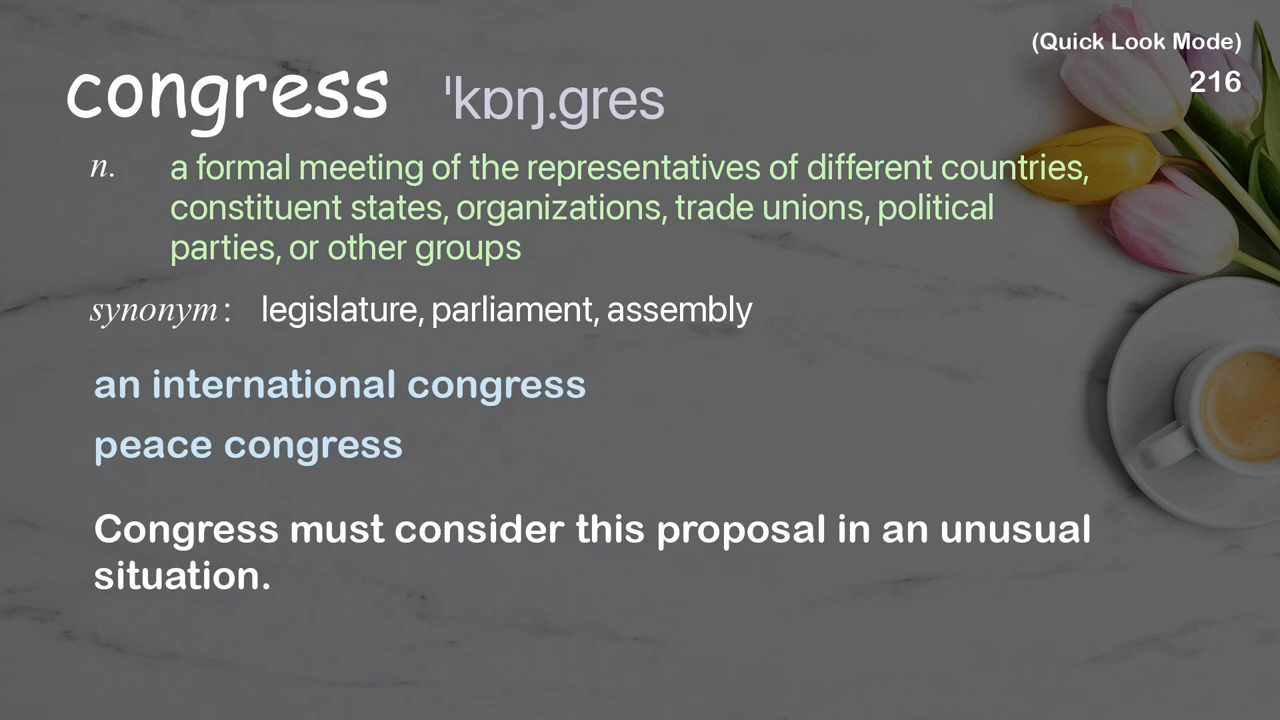 (Quick Look Mode)
216
congress ˈkɒŋ.gres
n. a formal meeting of the representatives of different countries,
constituent states, organizations, trade unions, political
parties, or other groups
synonym: legislature, parliament, assembly
an international congress
peace congress
Congress must consider this proposal in an unusual
situation.